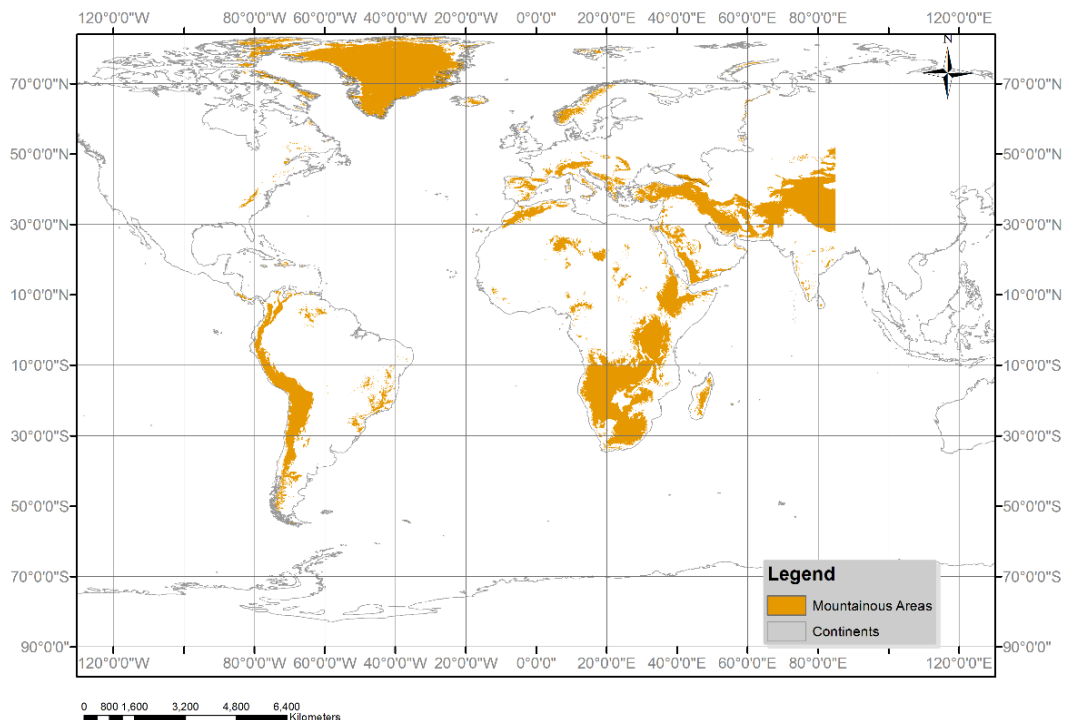 120°0'0"W 80°0'0"W 60°0'0"W 40°0'0"W 20°0'0"W 0°0'0"E 20°0'0"E 40°0'0"E 60°0'0"E 80°0'0"E 120°0'0"E
N
70°0'0"N 70°0'0"N
50°0'0"N 50°0'0"N
30°0'0"N 30°0'0"N
10°0'0"N 10°0'0"N
10°0'0"S 10°0'0"S
30°0'0"S 30°0'0"S
50°0'0"S 50°0'0"S
70°0'0"S 70°0'0"S
90°0'0" 90°0'0"
Legend
Mountainous Areas
Continents
120°0'0"W 80°0'0"W 60°0'0"W 40°0'0"W 20°0'0"W 0°0'0"E 20°0'0"E 40°0'0"E 60°0'0"E 80°0'0"E 120°0'0"E
0 800 1,600 3,200 4,800 6,400
Kilometers